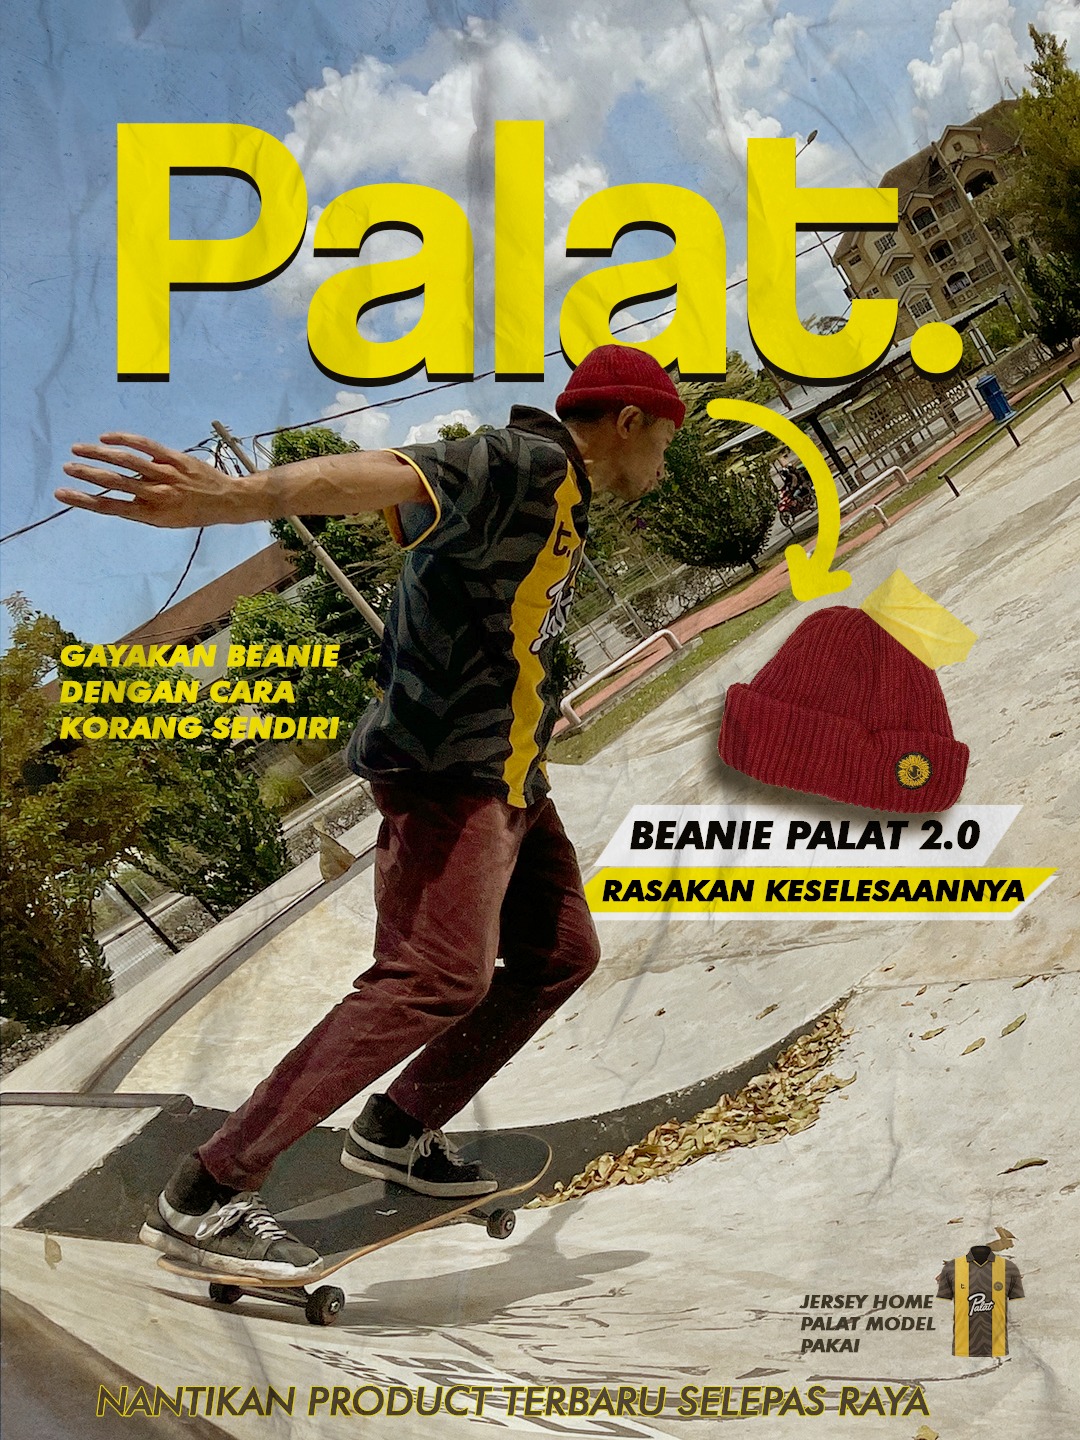 Palat.
GAYAKAN BEANIE
DENGAN CARA
KORANG SENDIRI
BEANIE PALAT 2.0
RASAKAN KESELESAANNYA
JERSEY HOME
PALAT MODEL
PAKAI
Palat
NANTIKAN PRODUCT TERBARU SELEPAS RAYA